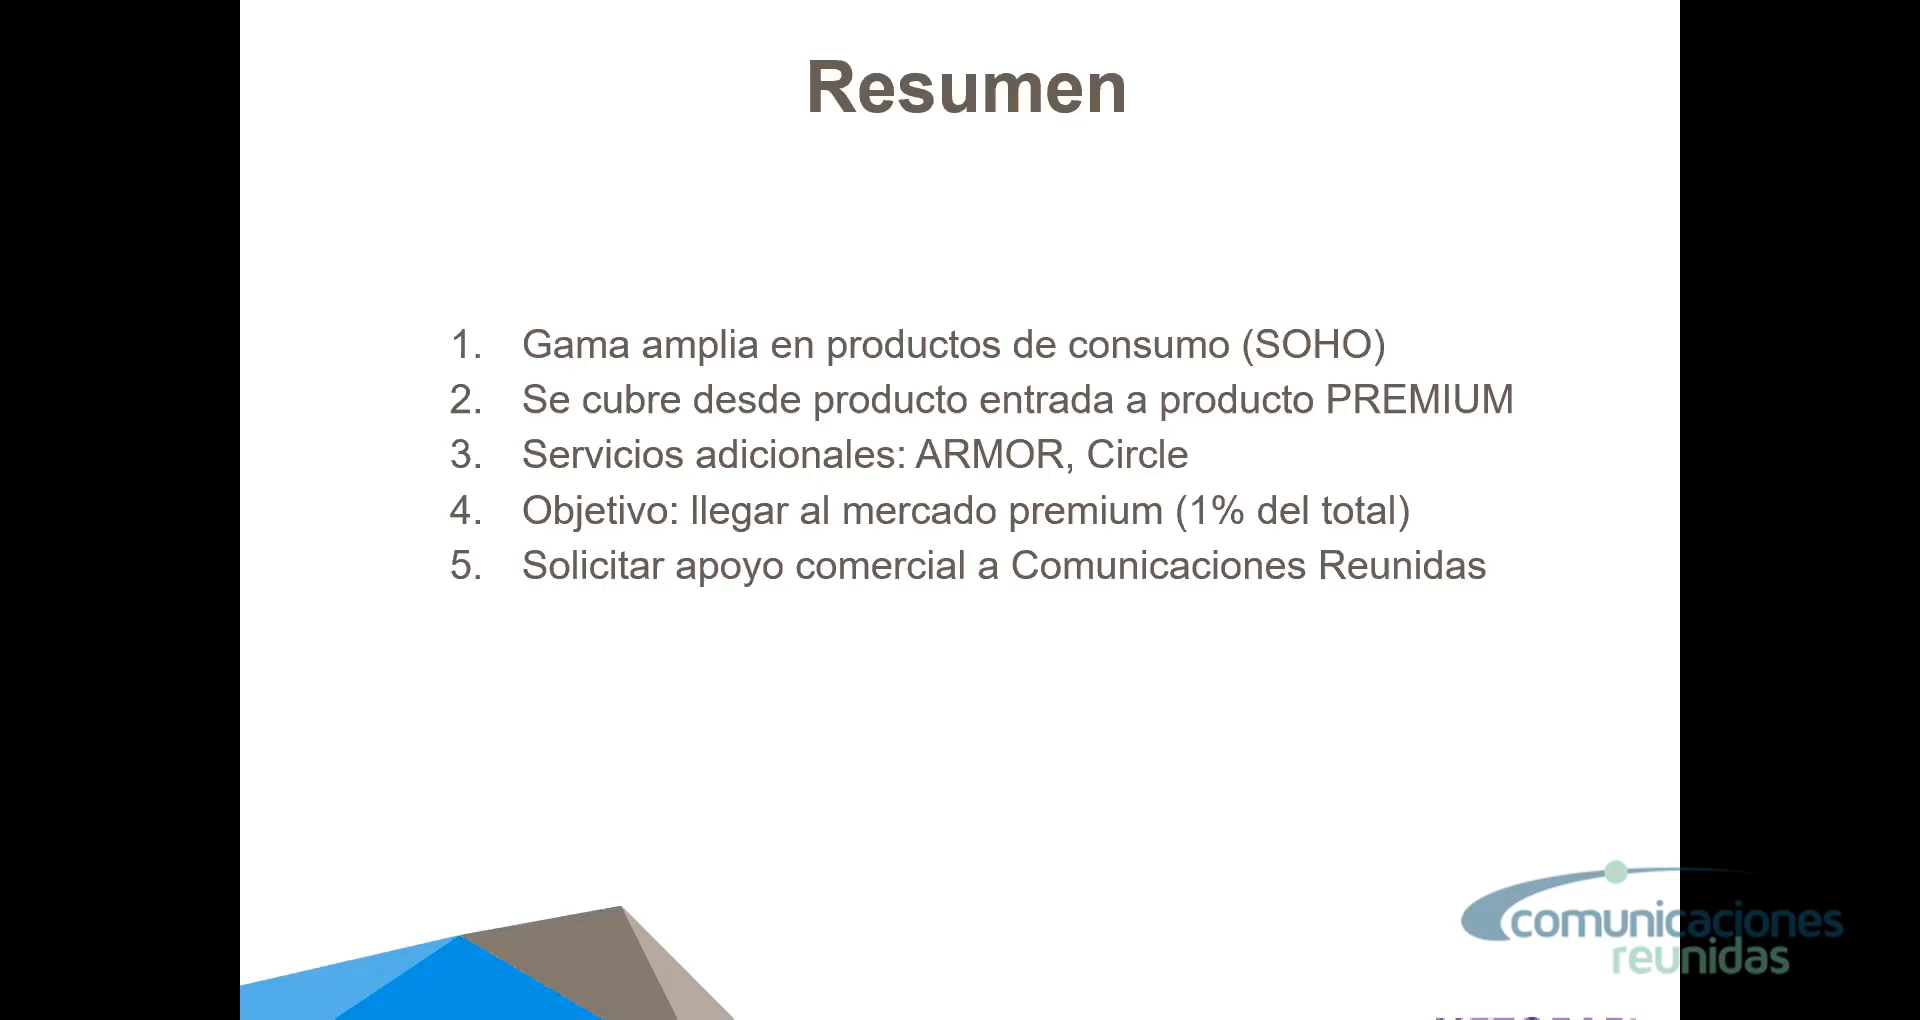 Resumen
1. Gama amplia en productos de consumo (SOHO)
2. Se cubre desde producto entrada a producto PREMIUM
3. Servicios adicionales: ARMOR, Circle
4. Objetivo: llegar al mercado premium (1% del total)
5. Solicitar apoyo comercial a Comunicaciones Reunidas
comunicaciones
reunidas